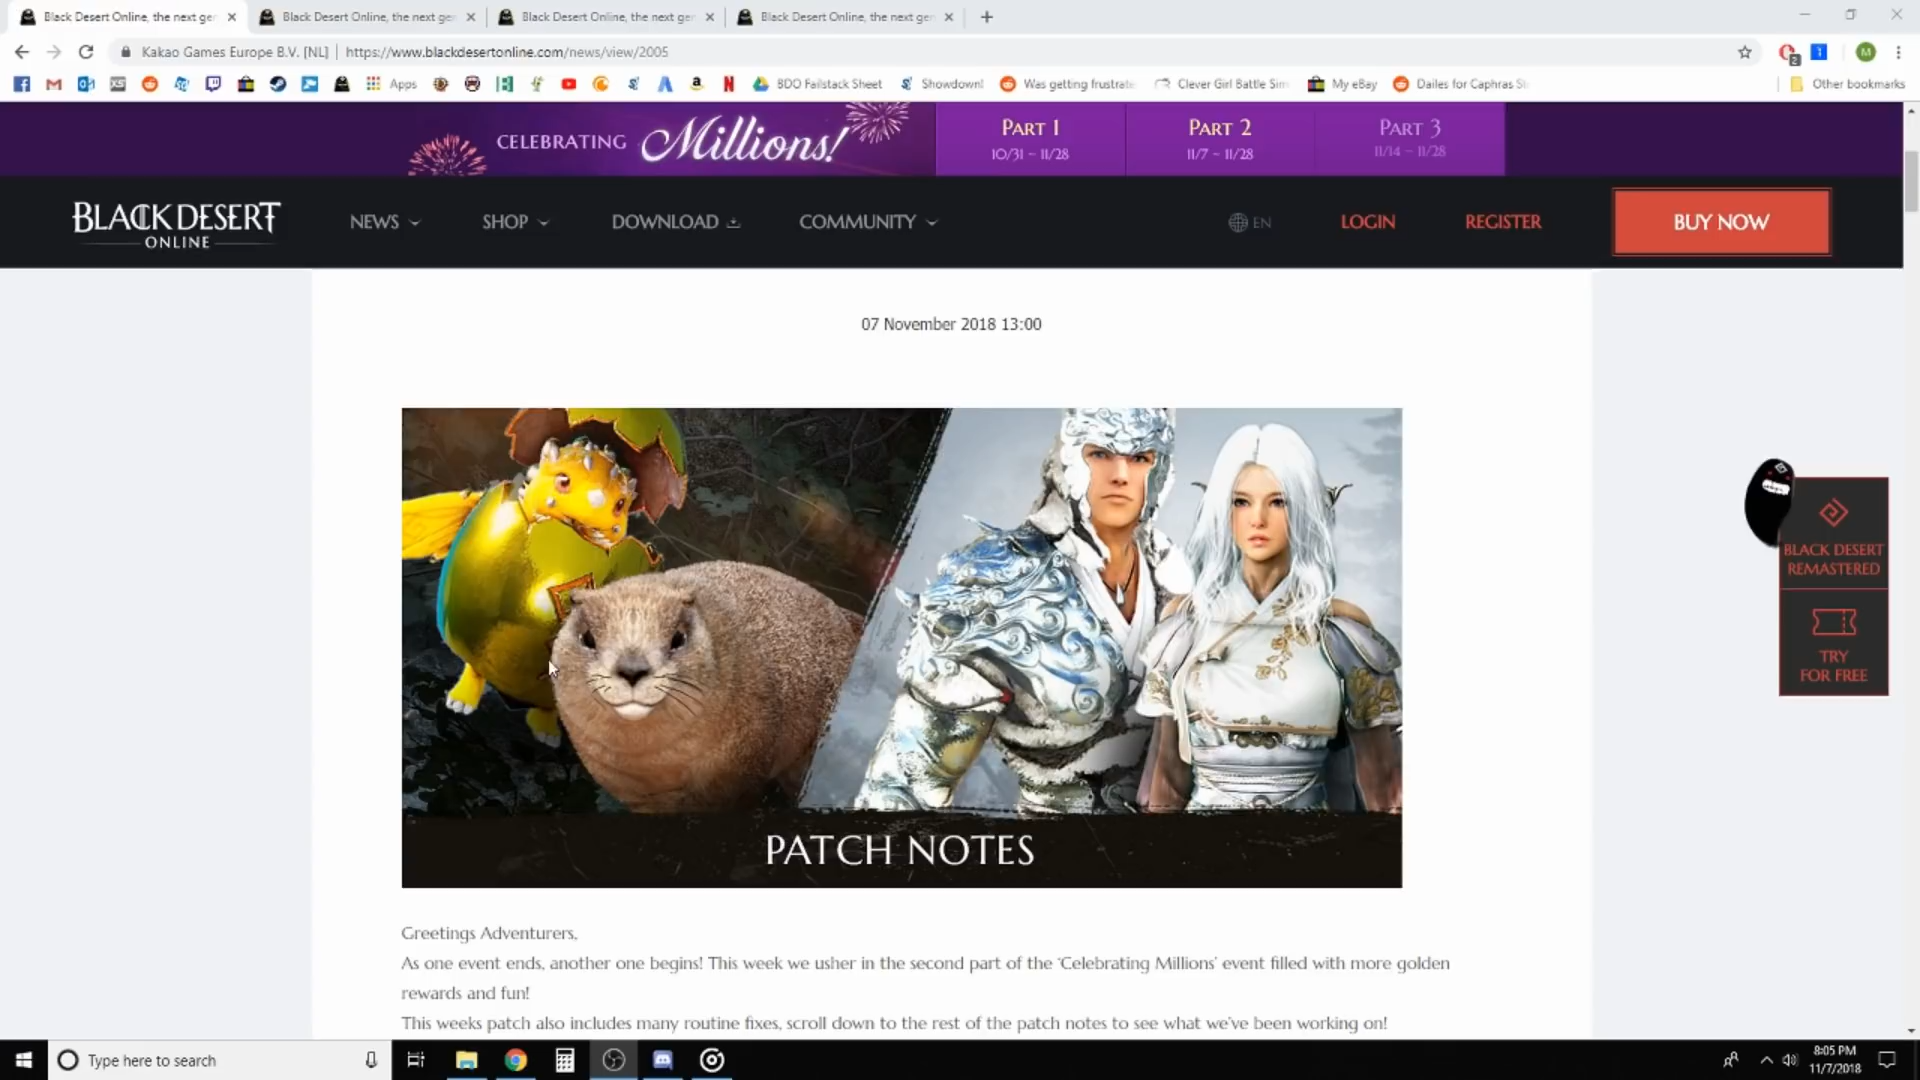 Black Desert Online, the next ger
Black Desert Online, the next gen
Black Desert Online, the next gen
Black Desert Online, the next ger
Kakao Games Europe B.V. [NL] | https://www.blackdesertonline.com/news/view/2005
2
M
Apps
BDO Failstack Sheet
Showdown!
Was getting frustrate
Clever Girl Battle Sim
My eBay
Dailes for Caphras St
Other bookmarks
CELEBRATING Millions!
PART 1
10/31 ~ 11/28
PART 2
11/7 ~ 11/28
PART 3
11/14 ~ 11/28
BLACK DESERT
ONLINE
NEWS
SHOP
DOWNLOAD
COMMUNITY
EN
LOGIN
REGISTER
BUY NOW
07 November 2018 13:00
BLACK DESERT
REMASTERED
TRY
FOR FREE
PATCH NOTES
Greetings Adventurers,
As one event ends, another one begins! This week we usher in the second part of the 'Celebrating Millions' event filled with more golden
rewards and fun!
This weeks patch also includes many routine fixes, scroll down to the rest of the patch notes to see what we've been working on!
Type here to search
8:05 PM
11/7/2018